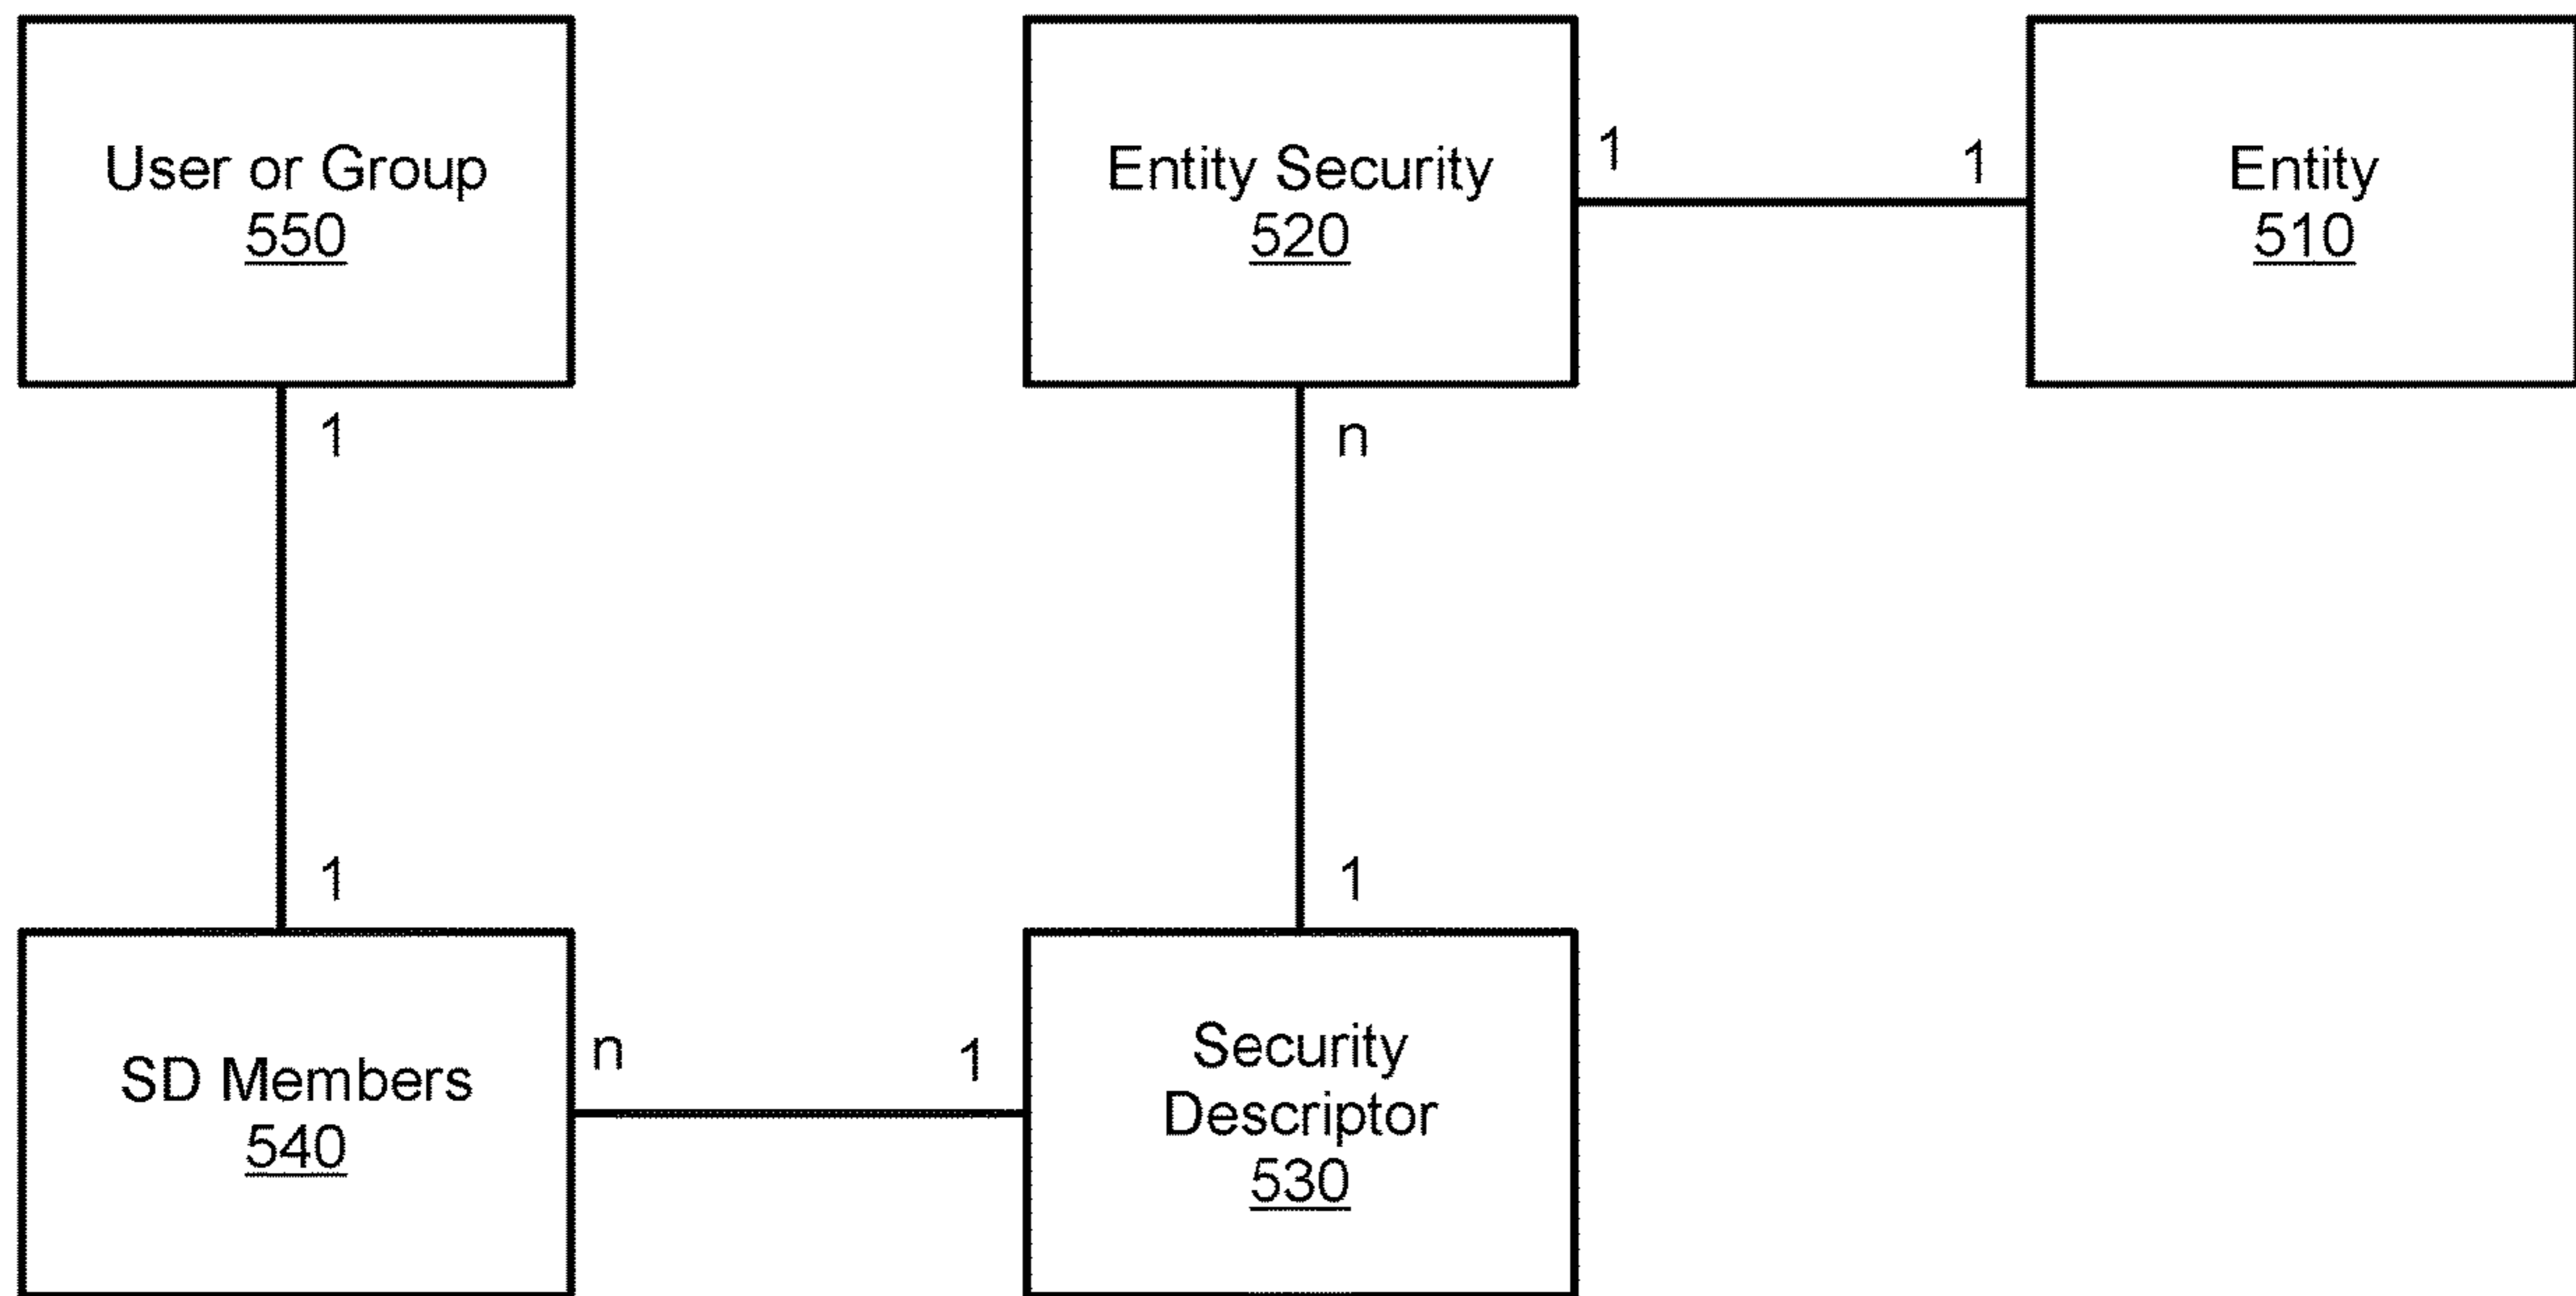 User or Group
550
Entity Security
520
1
1
Entity
510
1
n
1
1
SD Members
540
n
1
Security
Descriptor
530